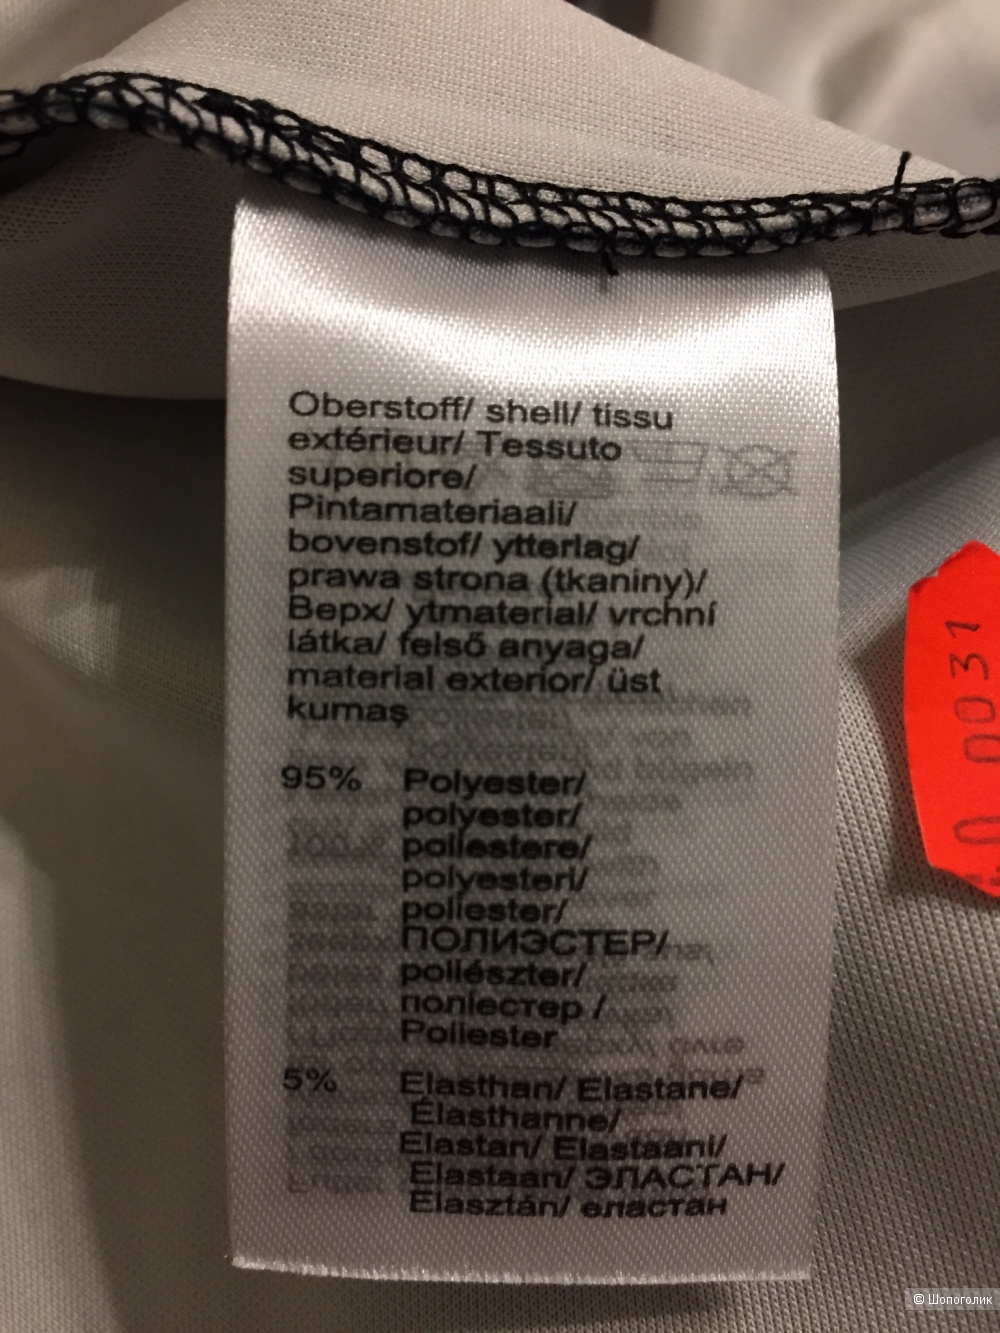 Oberstoff/ shell/ tissu
extérieur/ Tessuto
superiore/
Pintamateriaali/
bovenstof/ ytterlag/
prawa strona (tkaniny)/
Верх/ ytmaterial/ vrchní
látka/ felső anyaga/
material exterior/ üst
kumaş
95% Polyester/
polyester/
poliestere/
polyesteri/
poliester/
ПОЛИЭСТЕР/
poliészter/
поліестер /
Poliester
5% Elasthan/ Elastane/
Élasthanne/
Elastan/ Elastaani/
Elastaan/ ЭЛАСТАН/
Elasztán/ еластан
0031
© Шопоголик